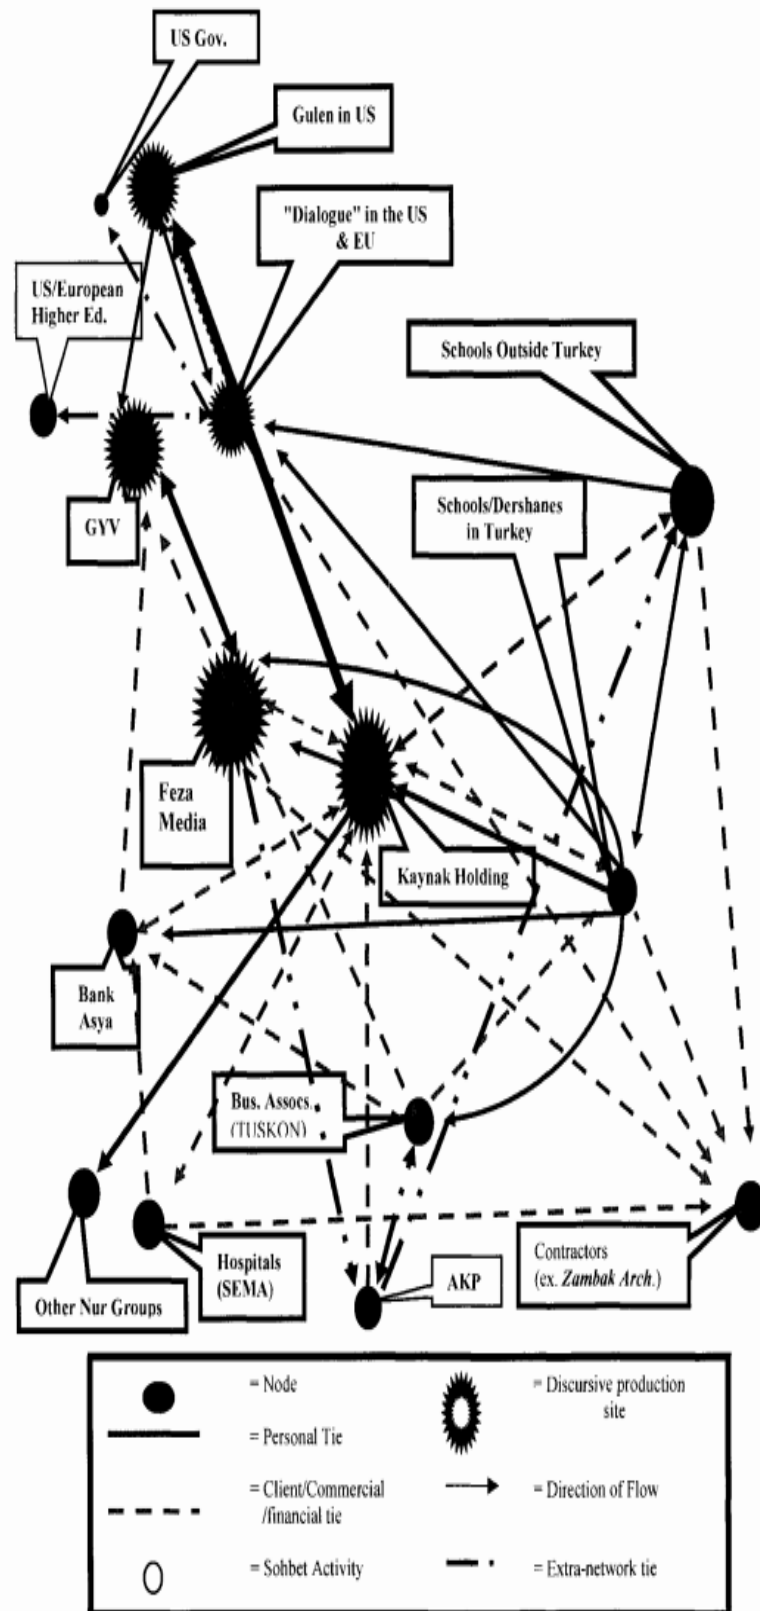 US Gov.
Gulen in US
"Dialogue" in the US
& EU
US/European
Higher Ed.
Schools Outside Turkey
Schools/Dershanes
in Turkey
GYV
Feza
Media
Kaynak Holding
Bank
Asya
Bus. Assocs.
(TUSKON)
Hospitals
(SEMA)
AKP
Contractors
(ex. Zambak Arch.)
Other Nur Groups
= Node
= Discursive production
site
= Personal Tie
= Client/Commercial
/financial tie
= Direction of Flow
= Sohbet Activity
= Extra-network tie